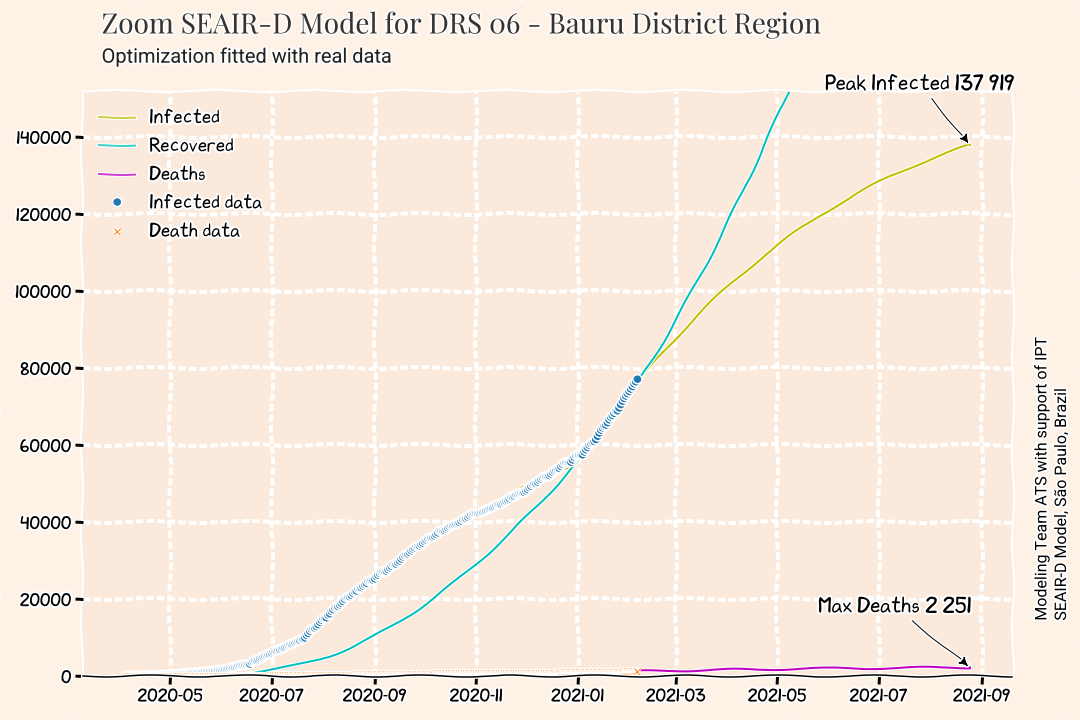 Zoom SEAIR-D Model for DRS 06 - Bauru District Region
Optimization fitted with real data
Peak Infected 137 919
Infected
Recovered
Deaths
Infected data
Death data
140000
120000
100000
80000
60000
40000
20000
0
Max Deaths 2 251
2020-05
2020-07
2020-09
2020-11
2021-01
2021-03
2021-05
2021-07
2021-09
Modeling Team ATS with support of IPT
SEAIR-D Model, São Paulo, Brazil